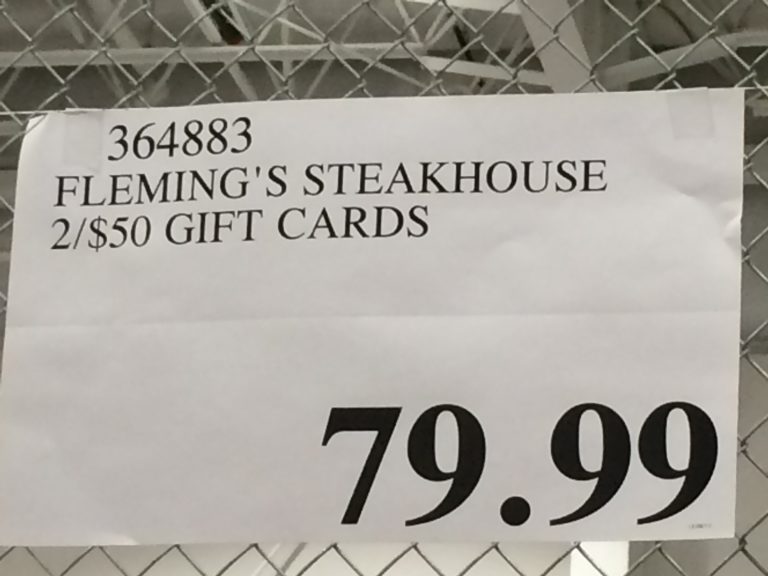 364883
FLEMING'S STEAKHOUSE
2/$50 GIFT CARDS
79.99